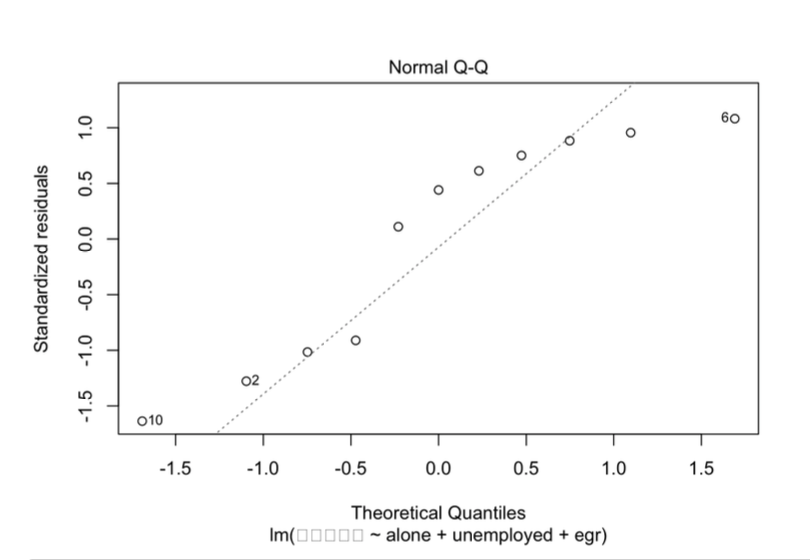 Normal Q-Q
Standardized residuals
1.0
0.5
0.0
-0.5
-1.0
-1.5
6
2
10
-1.5 -1.0 -0.5 0.0 0.5 1.0 1.5
Theoretical Quantiles
lm(□□□□□ ~ alone + unemployed + egr)